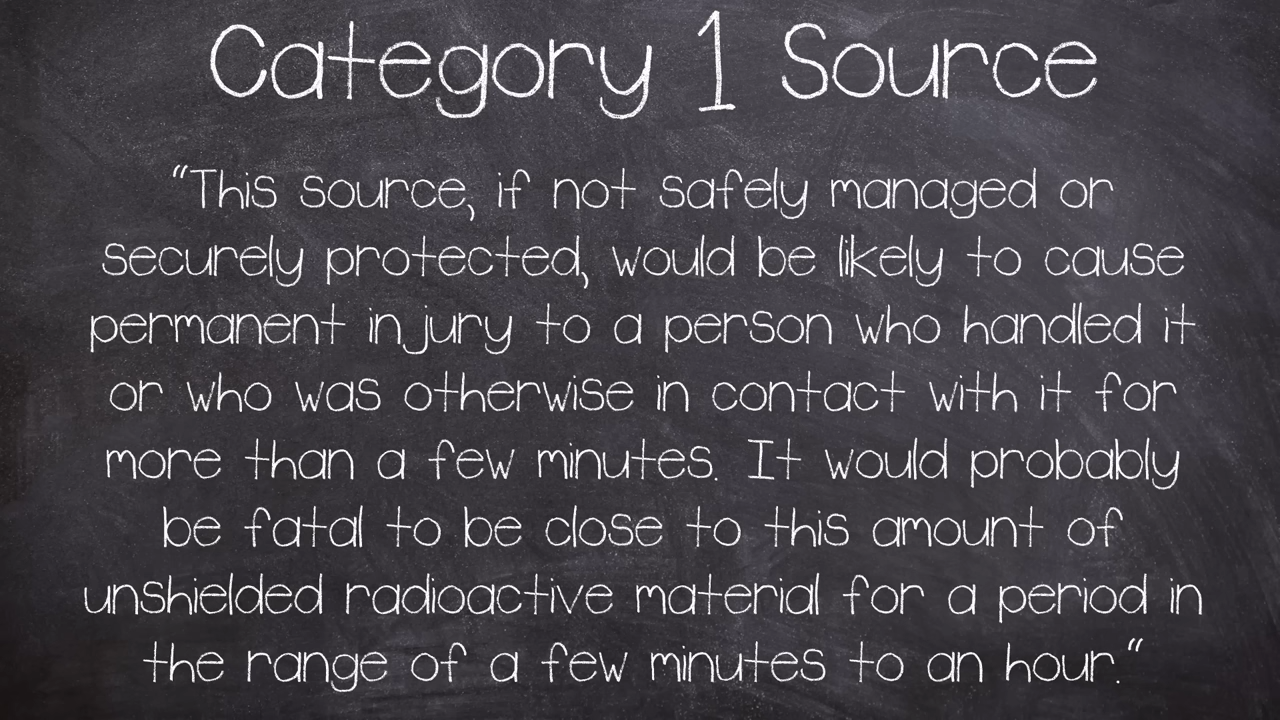 Category 1 Source
“This source, if not safely managed or
securely protected, would be likely to cause
permanent injury to a person who handled it
or who was otherwise in contact with it for
more than a few minutes. It would probably
be fatal to be close to this amount of
unshielded radioactive material for a period in
the range of a few minutes to an hour.“